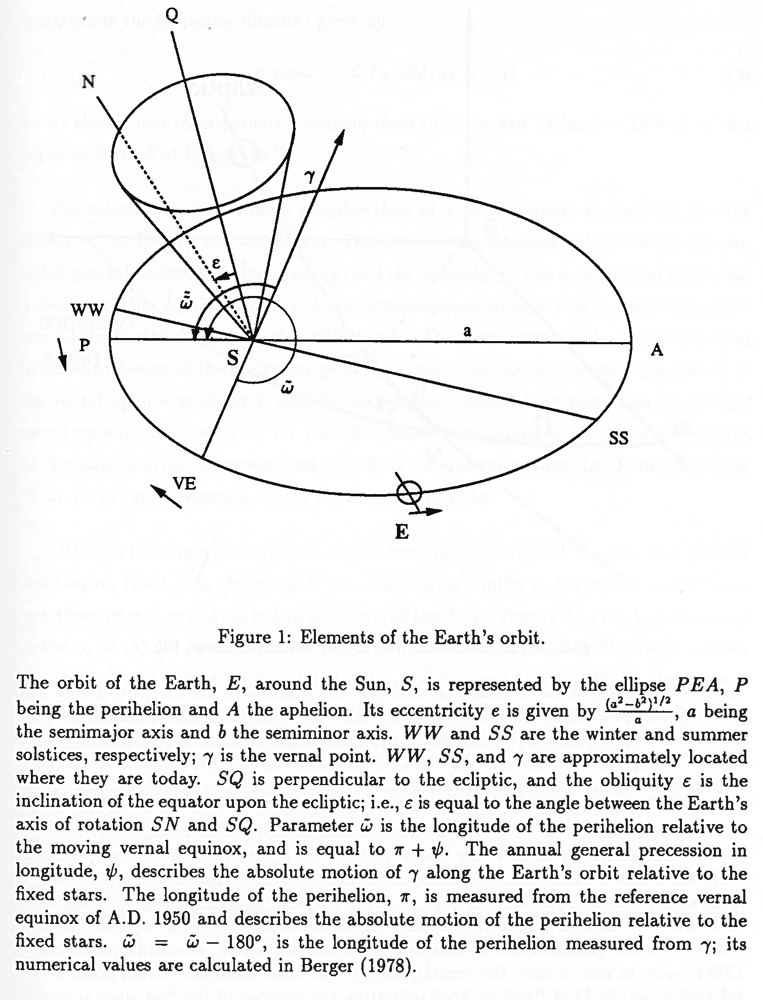 Q
N
γ
ε
ω̃̃
WW
P
S
a
A
ω̃
SS
VE
E
Figure 1: Elements of the Earth's orbit.
The orbit of the Earth, E, around the Sun, S, is represented by the ellipse PEA, P
being the perihelion and A the aphelion. Its eccentricity e is given by (a²−b²)^1/2 / a, a being
the semimajor axis and b the semiminor axis. WW and SS are the winter and summer
solstices, respectively; γ is the vernal point. WW, SS, and γ are approximately located
where they are today. SQ is perpendicular to the ecliptic, and the obliquity ε is the
inclination of the equator upon the ecliptic; i.e., ε is equal to the angle between the Earth's
axis of rotation SN and SQ. Parameter ω̃ is the longitude of the perihelion relative to
the moving vernal equinox, and is equal to π + ψ. The annual general precession in
longitude, ψ, describes the absolute motion of γ along the Earth's orbit relative to the
fixed stars. The longitude of the perihelion, π, is measured from the reference vernal
equinox of A.D. 1950 and describes the absolute motion of the perihelion relative to the
fixed stars. ω̃ = ω̃ − 180°, is the longitude of the perihelion measured from γ; its
numerical values are calculated in Berger (1978).